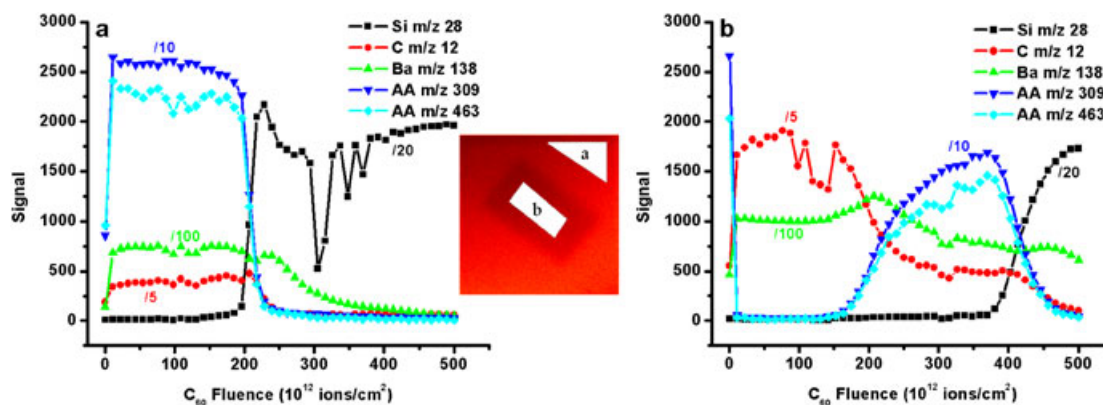 a
Si m/z 28
C m/z 12
Ba m/z 138
AA m/z 309
AA m/z 463
/10
/100
/5
/20
Signal
3000
2500
2000
1500
1000
500
0
0 100 200 300 400 500
C60 Fluence (10^12 ions/cm^2)
a
b
b
Si m/z 28
C m/z 12
Ba m/z 138
AA m/z 309
AA m/z 463
/5
/10
/20
/100
Signal
3000
2500
2000
1500
1000
500
0
0 100 200 300 400 500
C60 Fluence (10^12 ions/cm^2)